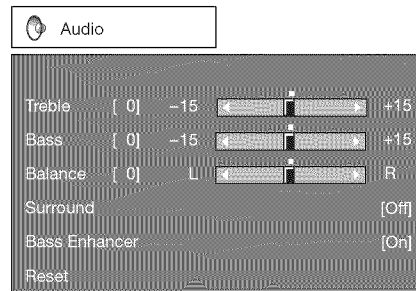 Audio
Treble [ 0] −15 +15
Bass [ 0] −15 +15
Balance [ 0] L R
Surround [Off]
Bass Enhancer [On]
Reset